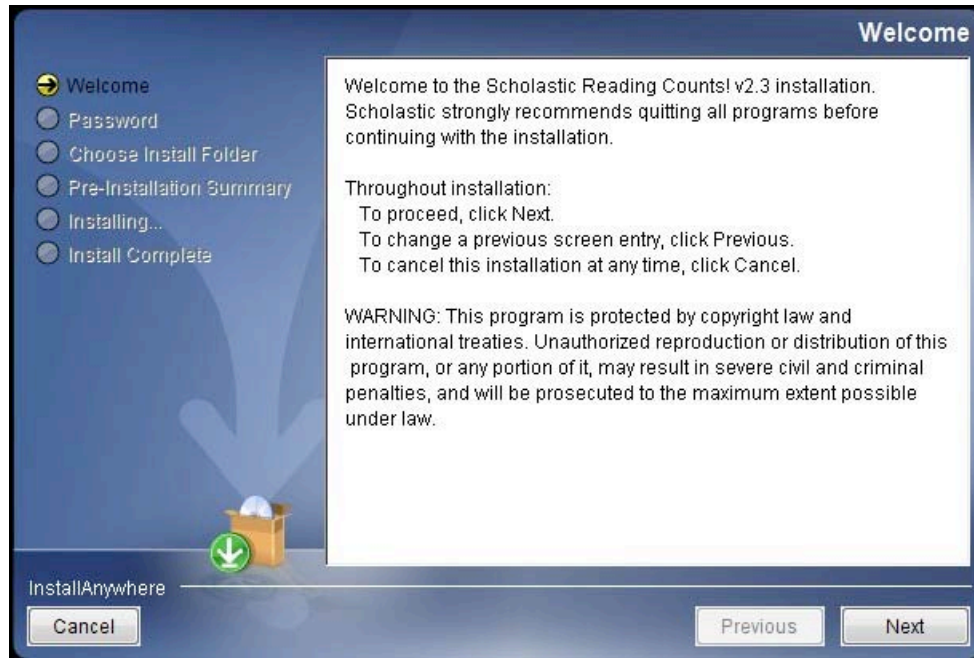 Welcome
Welcome
Password
Choose Install Folder
Pre-Installation Summary
Installing...
Install Complete
Welcome to the Scholastic Reading Counts! v2.3 installation.
Scholastic strongly recommends quitting all programs before
continuing with the installation.
Throughout installation:
To proceed, click Next.
To change a previous screen entry, click Previous.
To cancel this installation at any time, click Cancel.
WARNING: This program is protected by copyright law and
international treaties. Unauthorized reproduction or distribution of this
program, or any portion of it, may result in severe civil and criminal
penalties, and will be prosecuted to the maximum extent possible
under law.
InstallAnywhere
Cancel
Previous
Next